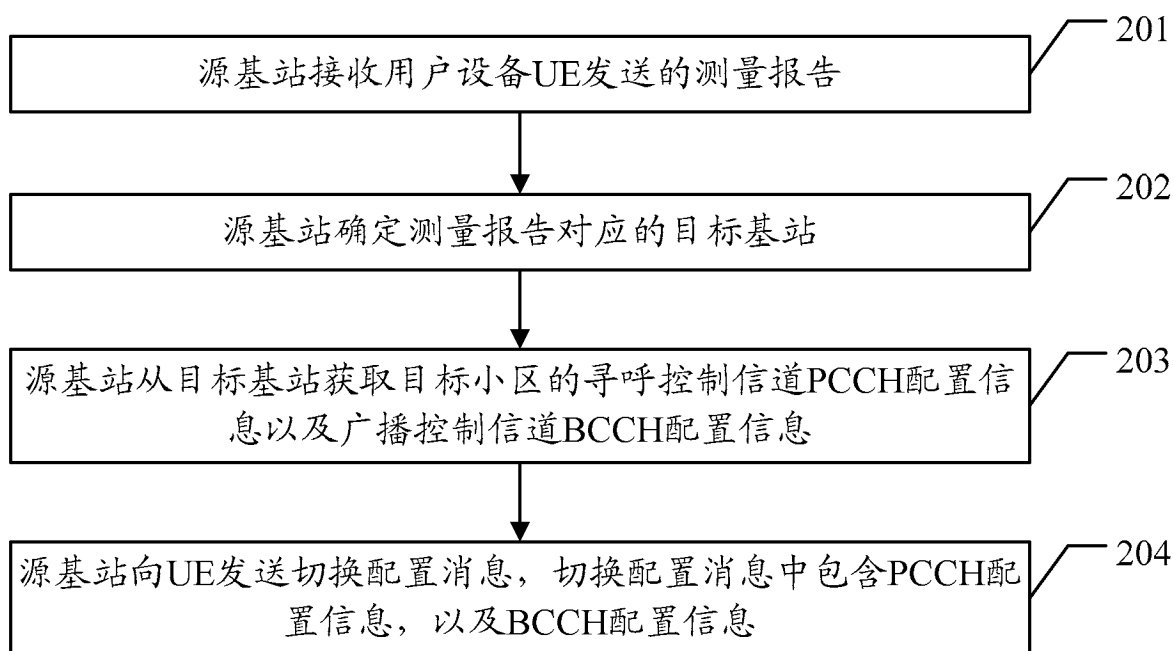 201
源基站接收用户设备UE发送的测量报告
202
源基站确定测量报告对应的目标基站
203
源基站从目标基站获取目标小区的寻呼控制信道PCCH配置信
息以及广播控制信道BCCH配置信息
204
源基站向UE发送切换配置消息，切换配置消息中包含PCCH配
置信息，以及BCCH配置信息